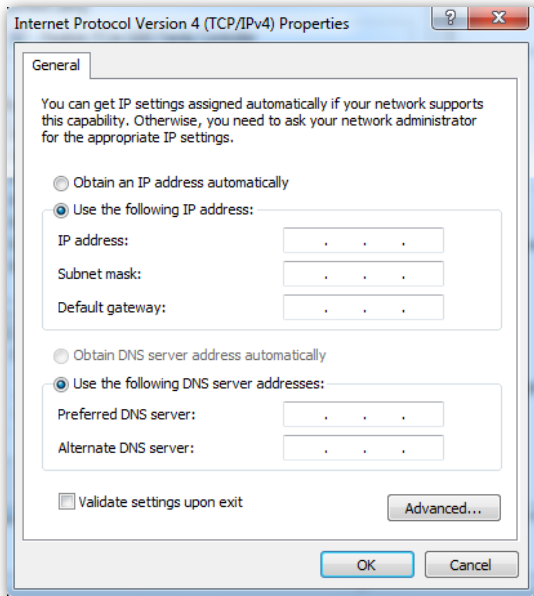 Internet Protocol Version 4 (TCP/IPv4) Properties
?
General
You can get IP settings assigned automatically if your network supports
this capability. Otherwise, you need to ask your network administrator
for the appropriate IP settings.
Obtain an IP address automatically
Use the following IP address:
IP address: . . .
Subnet mask: . . .
Default gateway: . . .
Obtain DNS server address automatically
Use the following DNS server addresses:
Preferred DNS server: . . .
Alternate DNS server: . . .
Validate settings upon exit
Advanced...
OK Cancel